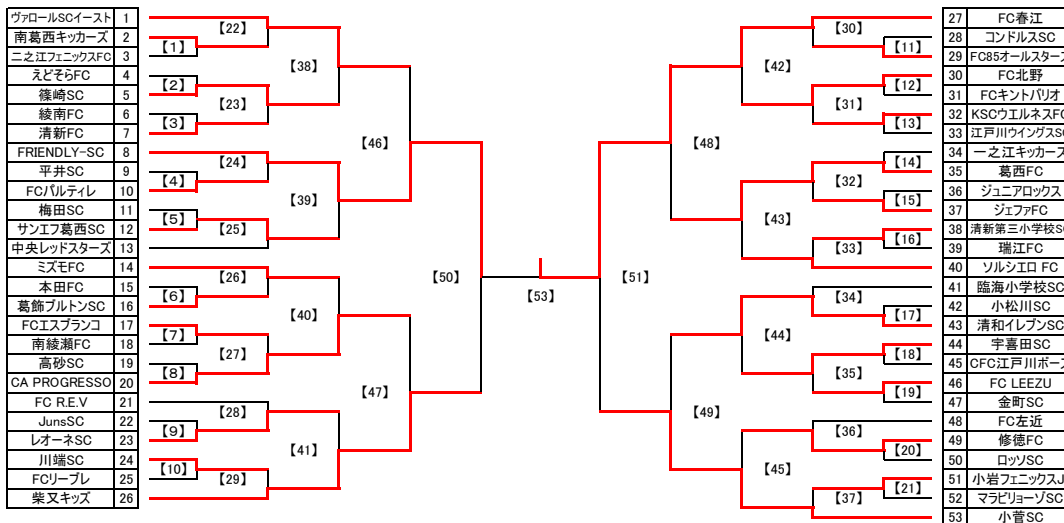 ヴァロールSCイースト 1
南葛西キッカーズ 2
二之江フェニックスFC 3
えどそらFC 4
篠崎SC 5
綾南FC 6
清新FC 7
FRIENDLY-SC 8
平井SC 9
FCパルティレ 10
梅田SC 11
サンエフ葛西SC 12
中央レッドスターズ 13
ミズモFC 14
本田FC 15
葛飾ブルトンSC 16
FCエスブランコ 17
南綾瀬FC 18
高砂SC 19
CA PROGRESSO 20
FC R.E.V 21
JunsSC 22
レオーネSC 23
川端SC 24
FCリーブレ 25
柴又キッズ 26
【1】
【2】
【3】
【4】
【5】
【6】
【7】
【8】
【9】
【10】
【22】
【23】
【24】
【25】
【26】
【27】
【28】
【29】
【38】
【39】
【40】
【41】
【46】
【47】
【50】
【53】
【51】
【48】
【49】
【42】
【43】
【44】
【45】
【30】
【31】
【32】
【33】
【34】
【35】
【36】
【37】
【11】
【12】
【13】
【14】
【15】
【16】
【17】
【18】
【19】
【20】
【21】
27 FC春江
28 コンドルスSC
29 FC85オールスターズ
30 FC北野
31 FCキントバリオ
32 KSCウエルネスFC
33 江戸川ウイングスSC
34 一之江キッカーズ
35 葛西FC
36 ジュニアロックス
37 ジェファFC
38 清新第三小学校SC
39 瑞江FC
40 ソルシエロ FC
41 臨海小学校SC
42 小松川SC
43 清和イレブンSC
44 宇喜田SC
45 CFC江戸川ボーズ
46 FC LEEZU
47 金町SC
48 FC左近
49 修徳FC
50 ロッソSC
51 小岩フェニックスJ
52 マラビリョーゾSC
53 小菅SC